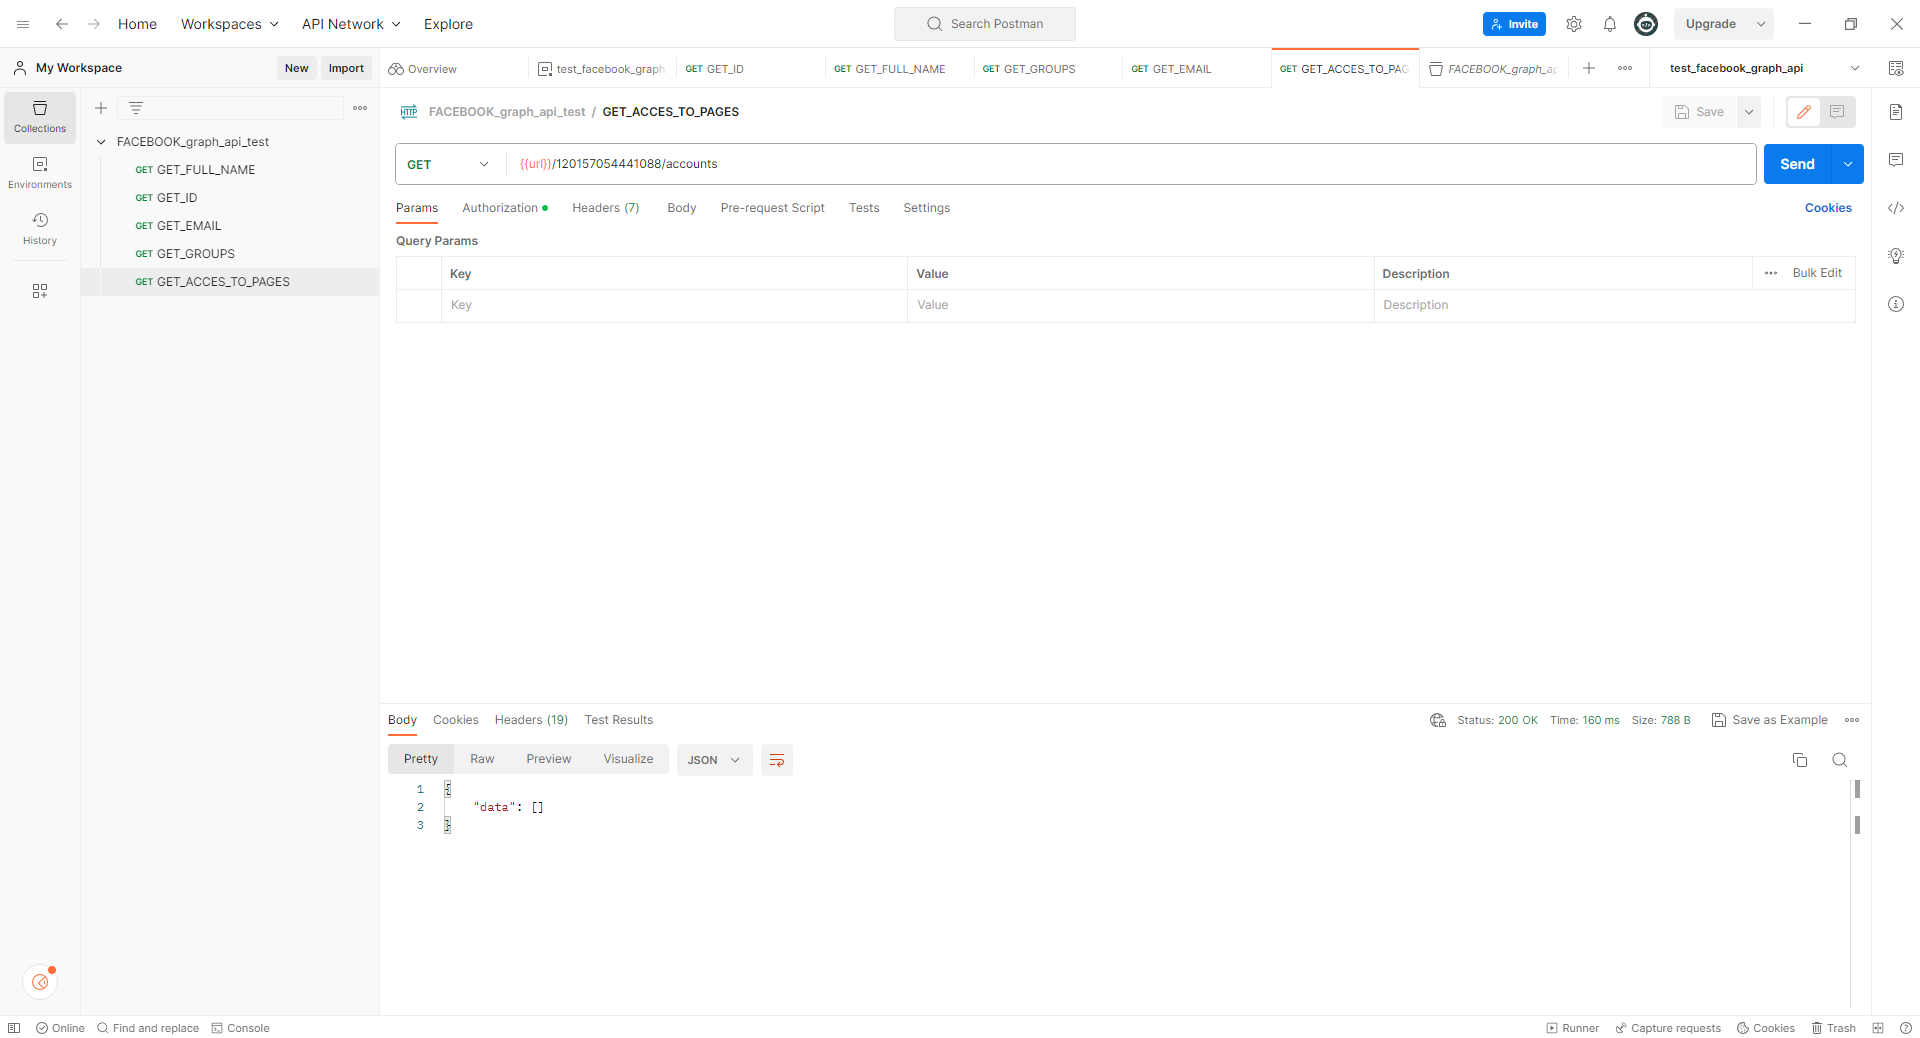 Home Workspaces API Network Explore Search Postman Invite Upgrade
My Workspace New Import
Overview test_facebook_graph GET GET_ID GET GET_FULL_NAME GET GET_GROUPS GET GET_EMAIL GET GET_ACCES_TO_PAG FACEBOOK_graph_ap test_facebook_graph_api
Collections
Environments
History
FACEBOOK_graph_api_test
GET GET_FULL_NAME
GET GET_ID
GET GET_EMAIL
GET GET_GROUPS
GET GET_ACCES_TO_PAGES
HTTP FACEBOOK_graph_api_test / GET_ACCES_TO_PAGES Save
GET {{url}}/120157054441088/accounts Send
Params Authorization Headers (7) Body Pre-request Script Tests Settings Cookies
Query Params
Key Value Description Bulk Edit
Key Value Description
Body Cookies Headers (19) Test Results Status: 200 OK Time: 160 ms Size: 788 B Save as Example
Pretty Raw Preview Visualize JSON
1 {
2 "data": []
3 }
Online Find and replace Console Runner Capture requests Cookies Trash